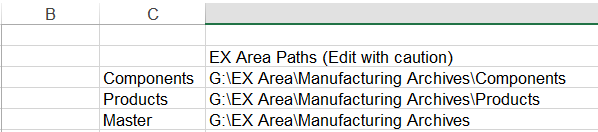 B C
EX Area Paths (Edit with caution)
Components G:\EX Area\Manufacturing Archives\Components
Products G:\EX Area\Manufacturing Archives\Products
Master G:\EX Area\Manufacturing Archives